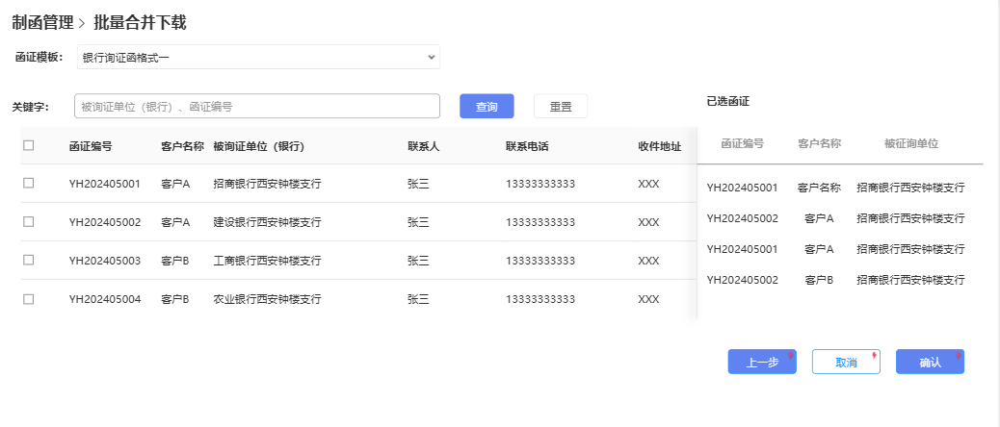 制函管理 > 批量合并下载
函证模板： 银行询证函格式一
关键字： 被询证单位（银行）、函证编号 查询 重置
函证编号 客户名称 被询证单位（银行） 联系人 联系电话 收件地址
YH202405001 客户A 招商银行西安钟楼支行 张三 13333333333 XXX
YH202405002 客户A 建设银行西安钟楼支行 张三 13333333333 XXX
YH202405003 客户B 工商银行西安钟楼支行 张三 13333333333 XXX
YH202405004 客户B 农业银行西安钟楼支行 张三 13333333333 XXX
已选函证
函证编号 客户名称 被征询单位
YH202405001 客户名称 招商银行西安钟楼支行
YH202405002 客户A 招商银行西安钟楼支行
YH202405001 客户A 招商银行西安钟楼支行
YH202405002 客户B 招商银行西安钟楼支行
上一步 取消 确认